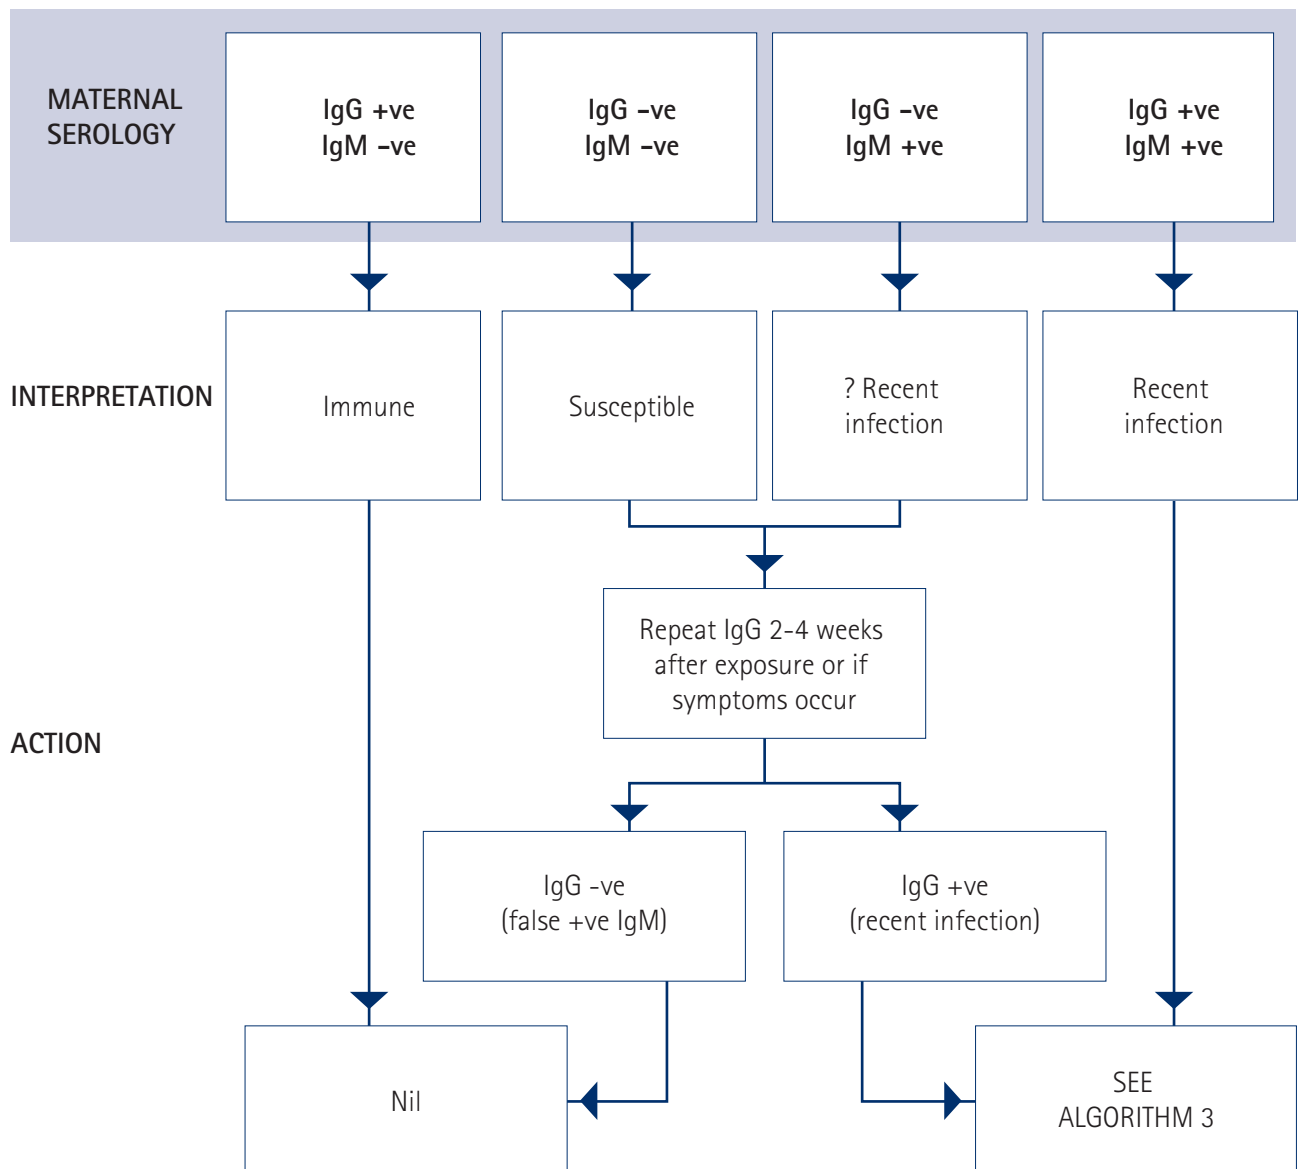 MATERNAL
SEROLOGY
IgG +ve
IgM –ve
IgG –ve
IgM –ve
IgG –ve
IgM +ve
IgG +ve
IgM +ve
INTERPRETATION
Immune
Susceptible
? Recent
infection
Recent
infection
Repeat IgG 2-4 weeks
after exposure or if
symptoms occur
ACTION
IgG -ve
(false +ve IgM)
IgG +ve
(recent infection)
Nil
SEE
ALGORITHM 3